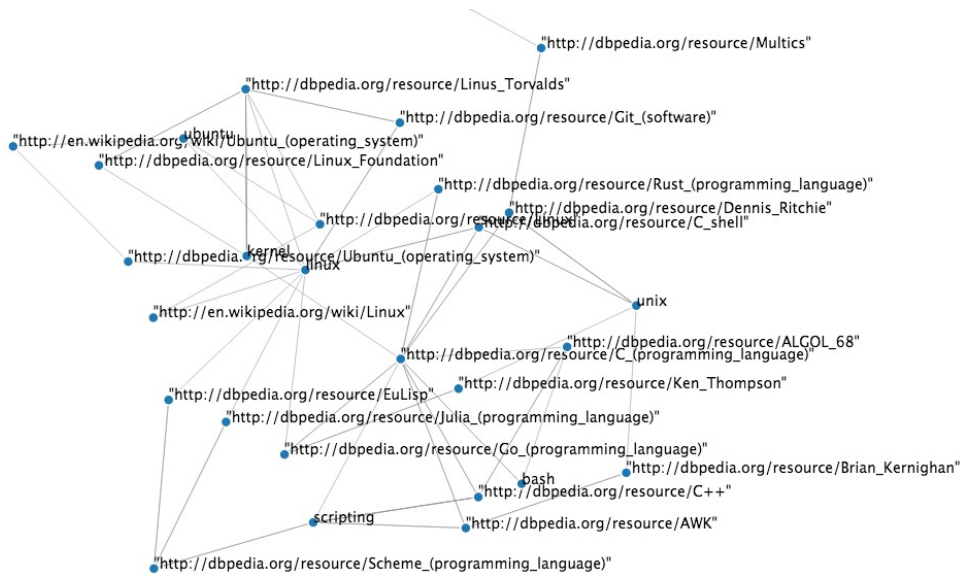 "http://dbpedia.org/resource/Multics"
"http://dbpedia.org/resource/Linus_Torvalds"
"http://dbpedia.org/resource/Git_(software)"
ubuntu
"http://en.wikipedia.org/wiki/Ubuntu_(operating_system)"
"http://dbpedia.org/resource/Linux_Foundation"
"http://dbpedia.org/resource/Rust_(programming_language)"
"http://dbpedia.org/resource/Dennis_Ritchie"
"http://dbpedia.org/resource/Linux"
"http://dbpedia.org/resource/C_shell"
kernel
"http://dbpedia.org/resource/Ubuntu_(operating_system)"
linux
unix
"http://en.wikipedia.org/wiki/Linux"
"http://dbpedia.org/resource/ALGOL_68"
"http://dbpedia.org/resource/C_(programming_language)"
"http://dbpedia.org/resource/Ken_Thompson"
"http://dbpedia.org/resource/EuLisp"
"http://dbpedia.org/resource/Julia_(programming_language)"
"http://dbpedia.org/resource/Go_(programming_language)"
"http://dbpedia.org/resource/Brian_Kernighan"
bash
"http://dbpedia.org/resource/C++"
scripting
"http://dbpedia.org/resource/AWK"
"http://dbpedia.org/resource/Scheme_(programming_language)"